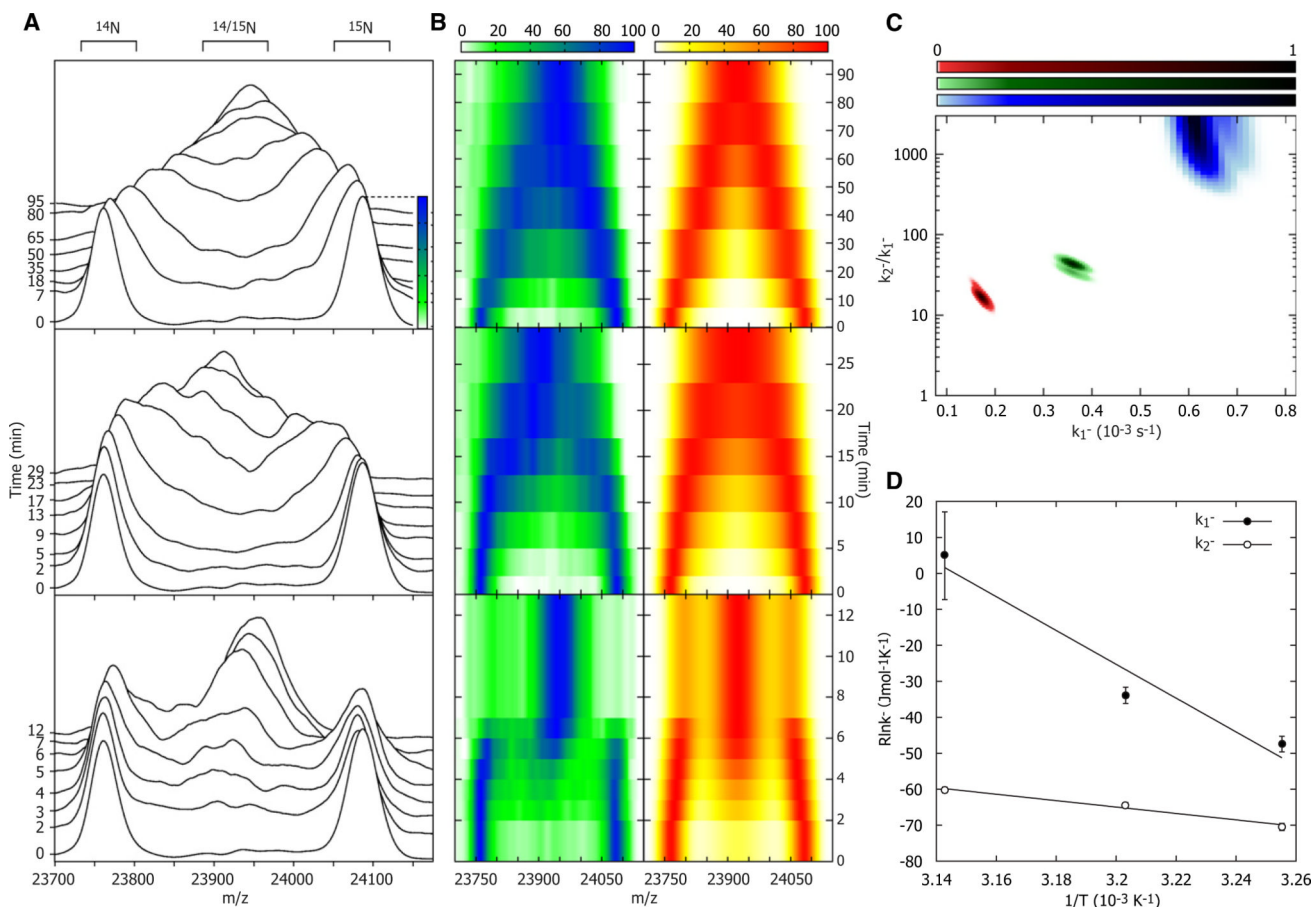 A
14N
14/15N
15N
95
80
65
50
35
18
7
0
29
23
17
13
9
5
2
0
12
7
6
5
4
3
2
0
Time (min)
23700 23800 23900 24000 24100
m/z
B
0 20 40 60 80 100
0 20 40 60 80 100
90
80
70
60
50
40
30
20
10
0
25
20
15
10
5
0
12
10
8
6
4
2
0
Time (min)
23750 23900 24050
23750 23900 24050
m/z
C
0 1
1000
100
10
1
k2-/k1-
0.1 0.2 0.3 0.4 0.5 0.6 0.7 0.8
k1- (10-3 s-1)
D
k1-
k2-
20
10
0
-10
-20
-30
-40
-50
-60
-70
-80
Rlnk- (Jmol-1K-1)
3.14 3.16 3.18 3.20 3.22 3.24 3.26
1/T (10-3 K-1)